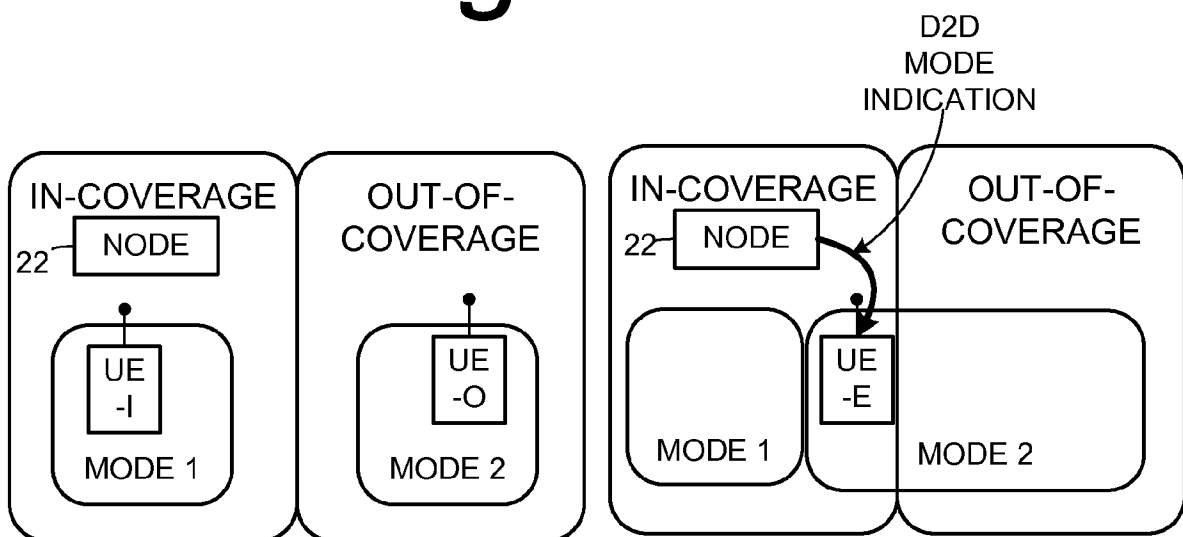 D2D
MODE
INDICATION
IN-COVERAGE
22
NODE
UE
-I
MODE 1
OUT-OF-
COVERAGE
UE
-O
MODE 2
IN-COVERAGE
22
NODE
MODE 1
UE
-E
OUT-OF-
COVERAGE
MODE 2